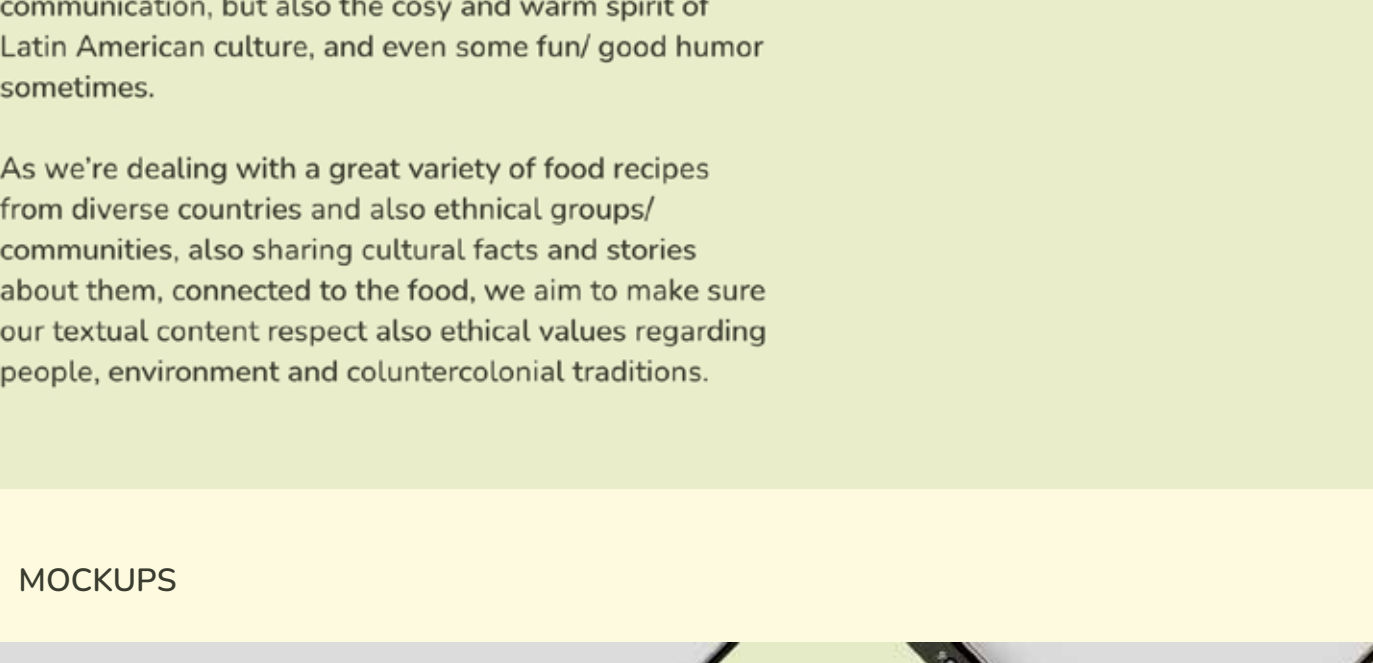 communication, but also the cosy and warm spirit of
Latin American culture, and even some fun/ good humor
sometimes.
As we’re dealing with a great variety of food recipes
from diverse countries and also ethnical groups/
communities, also sharing cultural facts and stories
about them, connected to the food, we aim to make sure
our textual content respect also ethical values regarding
people, environment and coluntercolonial traditions.
MOCKUPS